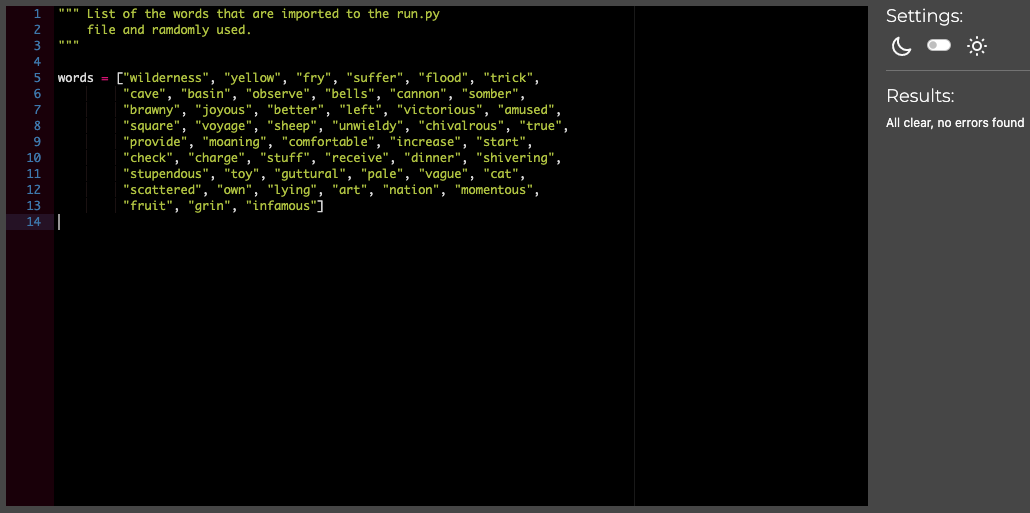 1 """ List of the words that are imported to the run.py
2 file and ramdomly used.
3 """
4
5 words = ["wilderness", "yellow", "fry", "suffer", "flood", "trick",
6 "cave", "basin", "observe", "bells", "cannon", "somber",
7 "brawny", "joyous", "better", "left", "victorious", "amused",
8 "square", "voyage", "sheep", "unwieldy", "chivalrous", "true",
9 "provide", "moaning", "comfortable", "increase", "start",
10 "check", "charge", "stuff", "receive", "dinner", "shivering",
11 "stupendous", "toy", "guttural", "pale", "vague", "cat",
12 "scattered", "own", "lying", "art", "nation", "momentous",
13 "fruit", "grin", "infamous"]
14
Settings:
Results:
All clear, no errors found